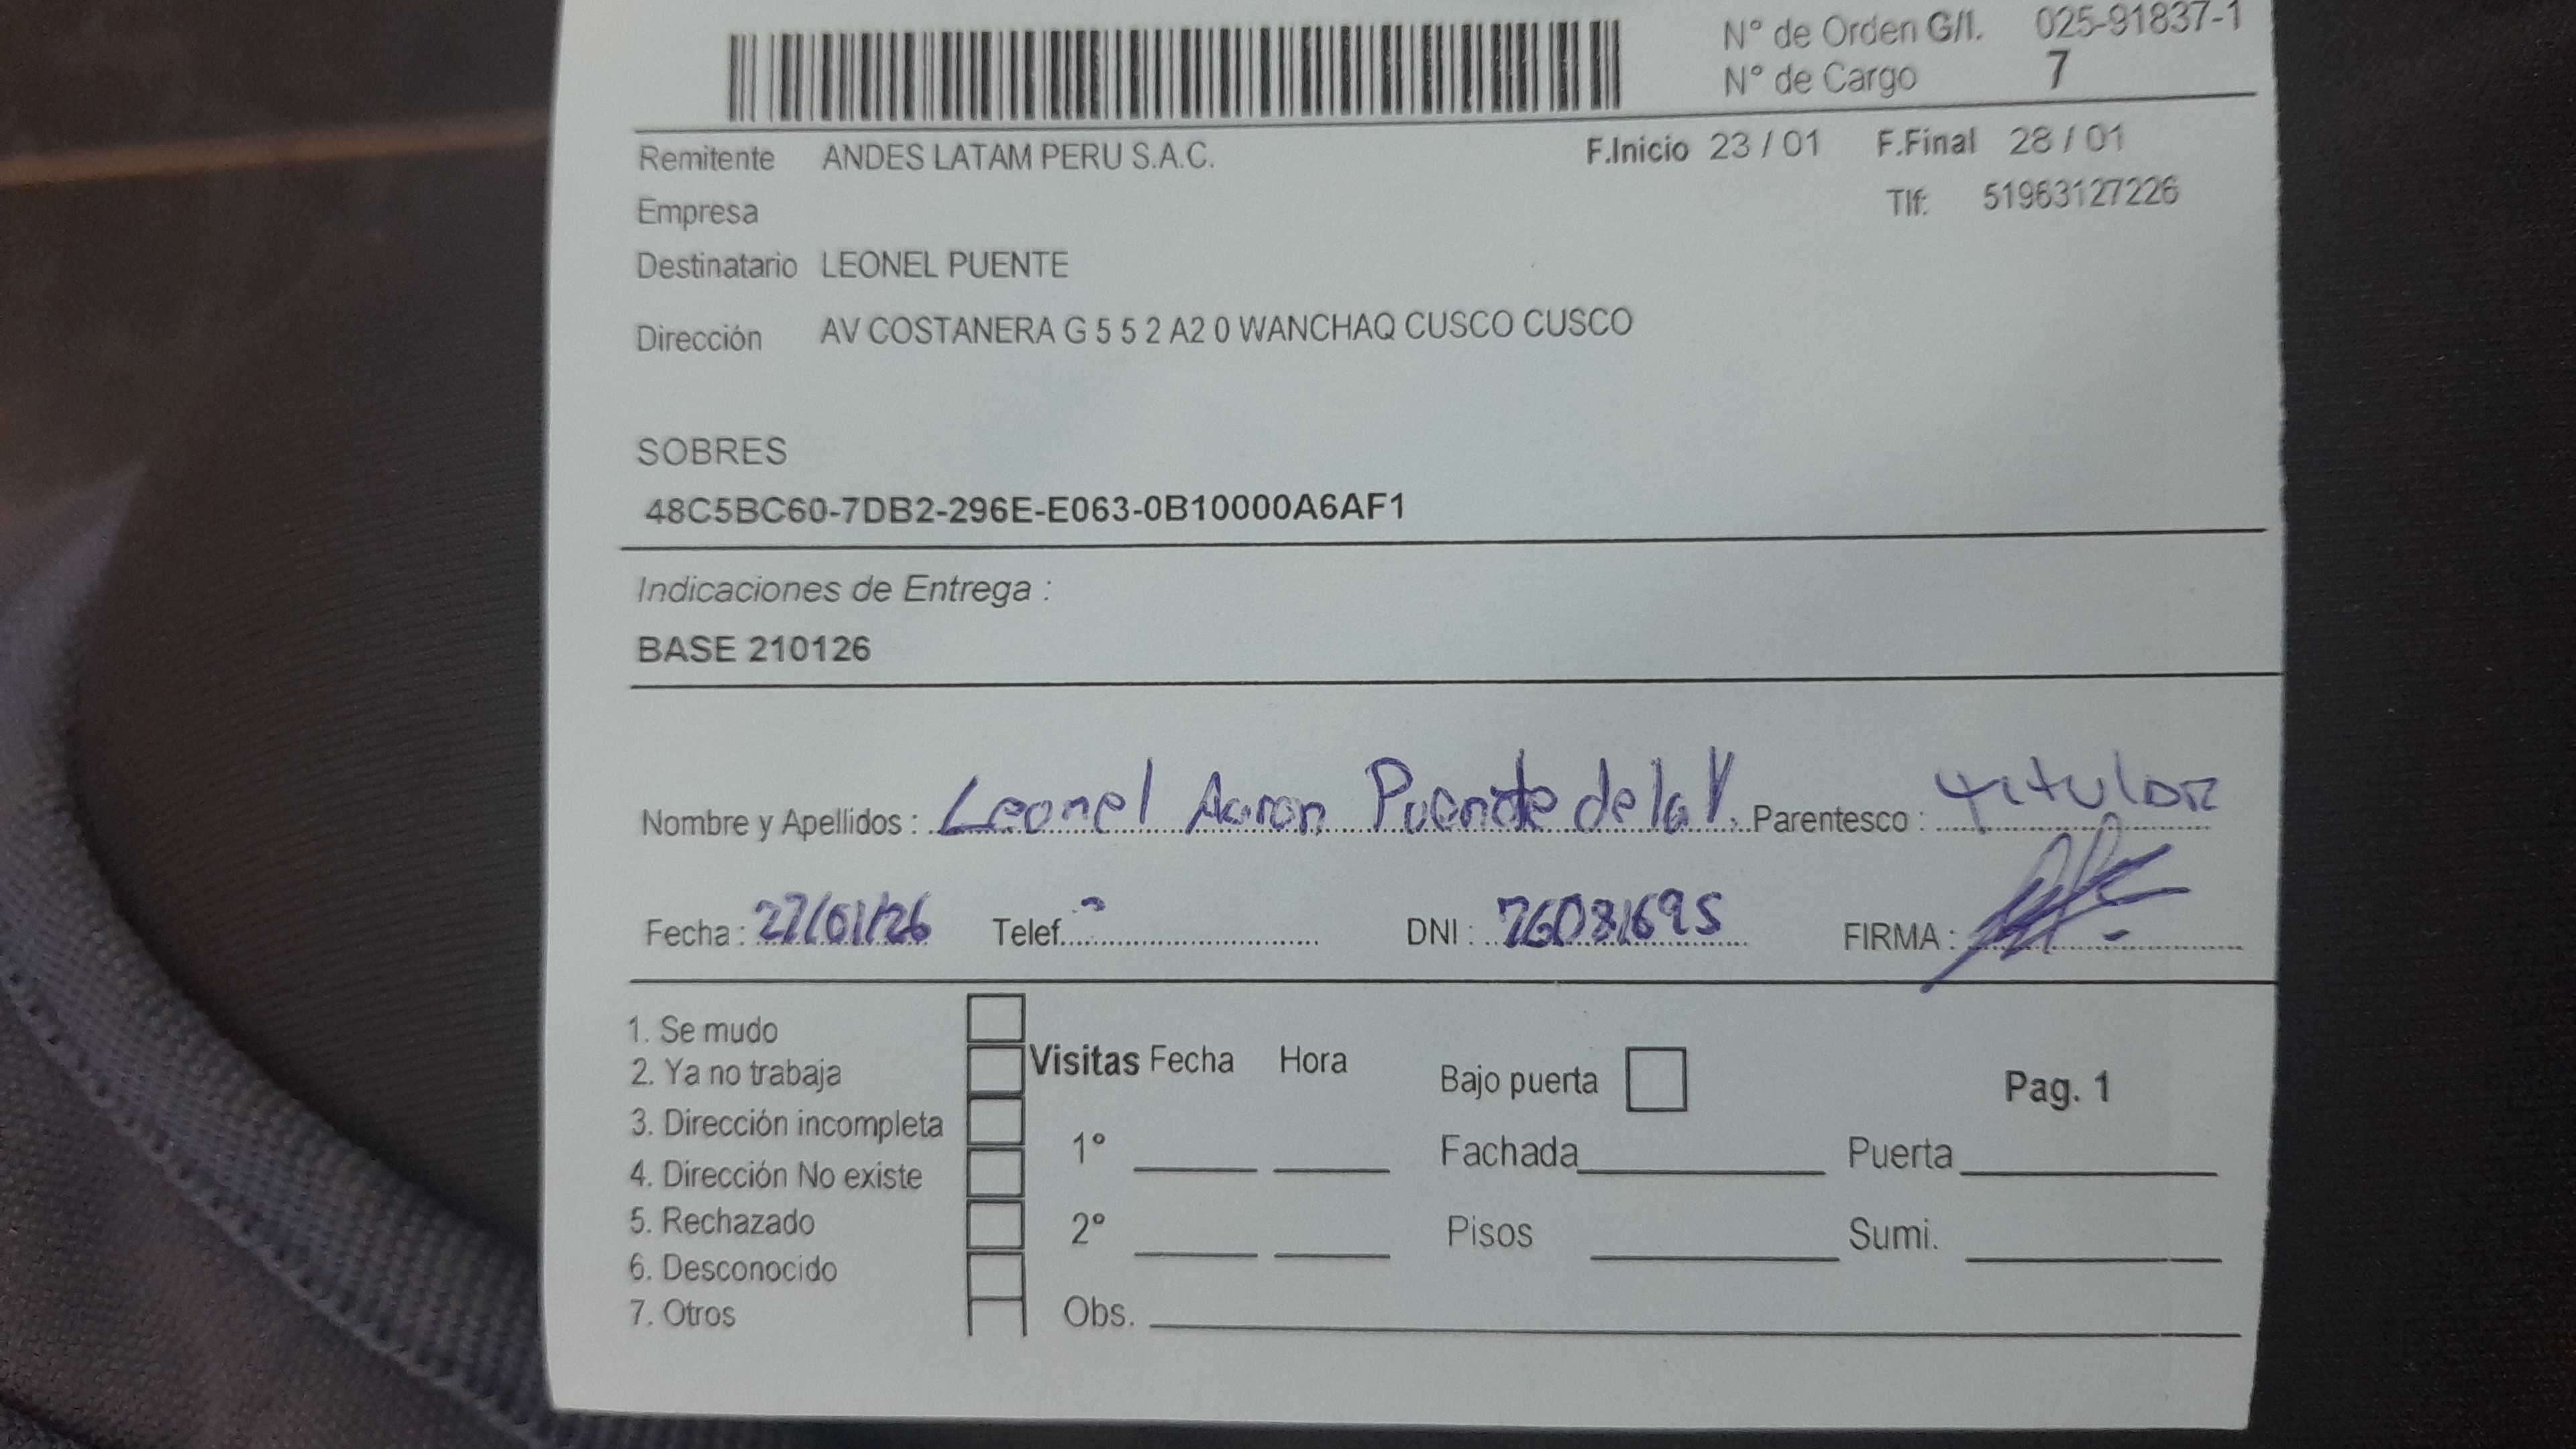 N° de Orden G/I. 025-91837-1
N° de Cargo 7
Remitente ANDES LATAM PERU S.A.C. F.Inicio 23 / 01 F.Final 28 / 01
Empresa Tlf: 51963127226
Destinatario LEONEL PUENTE
Dirección AV COSTANERA G 5 5 2 A2 0 WANCHAQ CUSCO CUSCO
SOBRES
48C5BC60-7DB2-296E-E063-0B10000A6AF1
Indicaciones de Entrega :
BASE 210126
Nombre y Apellidos : Leonel Aaron Puente de la V. Parentesco : titular
Fecha : 27/01/26 Telef. DNI : 76081695 FIRMA :
1. Se mudo
2. Ya no trabaja Visitas Fecha Hora Bajo puerta Pag. 1
3. Dirección incompleta
1° Fachada Puerta
4. Dirección No existe
5. Rechazado 2° Pisos Sumi.
6. Desconocido
7. Otros Obs.